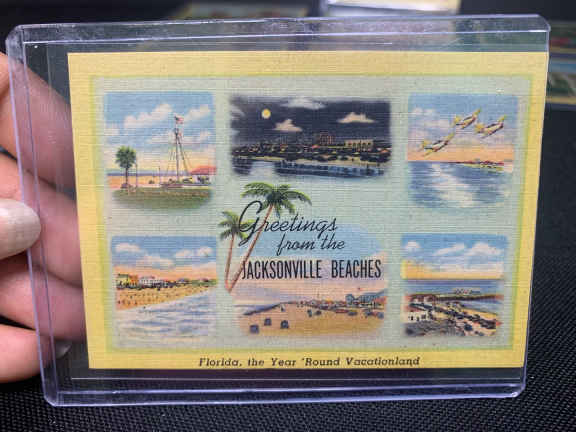 Greetings
from the
JACKSONVILLE BEACHES
Florida, the Year 'Round Vacationland